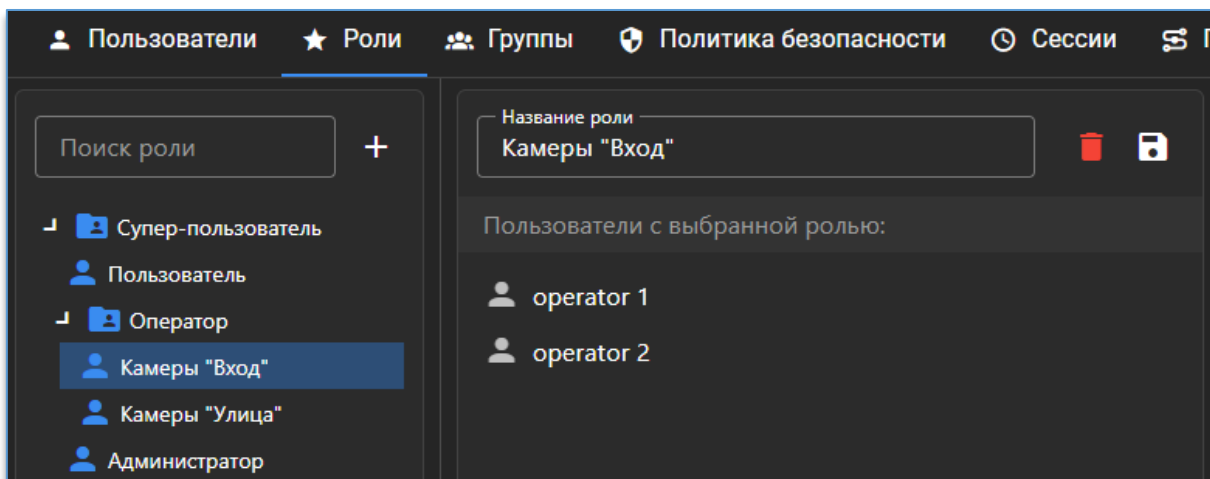 Пользователи Роли Группы Политика безопасности Сессии
Поиск роли
Название роли
Камеры "Вход"
Супер-пользователь
Пользователь
Оператор
Камеры "Вход"
Камеры "Улица"
Администратор
Пользователи с выбранной ролью:
operator 1
operator 2